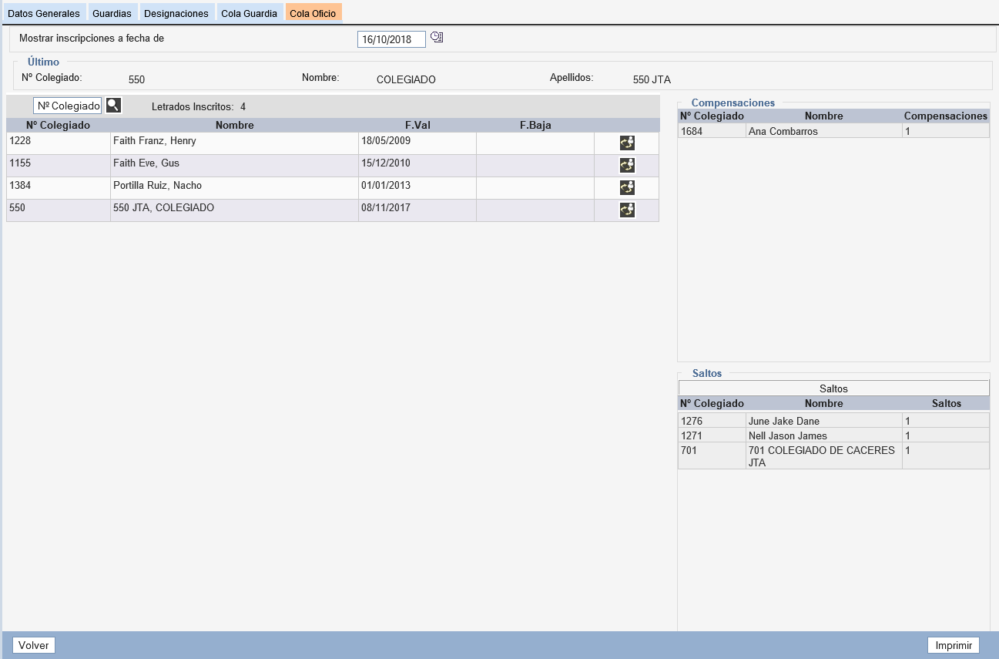 Datos Generales Guardias Designaciones Cola Guardia Cola Oficio
Mostrar inscripciones a fecha de 16/10/2018
Último
Nº Colegiado: 550 Nombre: COLEGIADO Apellidos: 550 JTA
Nº Colegiado Letrados Inscritos: 4
Nº Colegiado Nombre F.Val F.Baja
1228 Faith Franz, Henry 18/05/2009
1155 Faith Eve, Gus 15/12/2010
1384 Portilla Ruiz, Nacho 01/01/2013
550 550 JTA, COLEGIADO 08/11/2017
Compensaciones
Nº Colegiado Nombre Compensaciones
1684 Ana Combarros 1
Saltos
Saltos
Nº Colegiado Nombre Saltos
1276 June Jake Dane 1
1271 Nell Jason James 1
701 701 COLEGIADO DE CACERES 1
JTA
Volver Imprimir